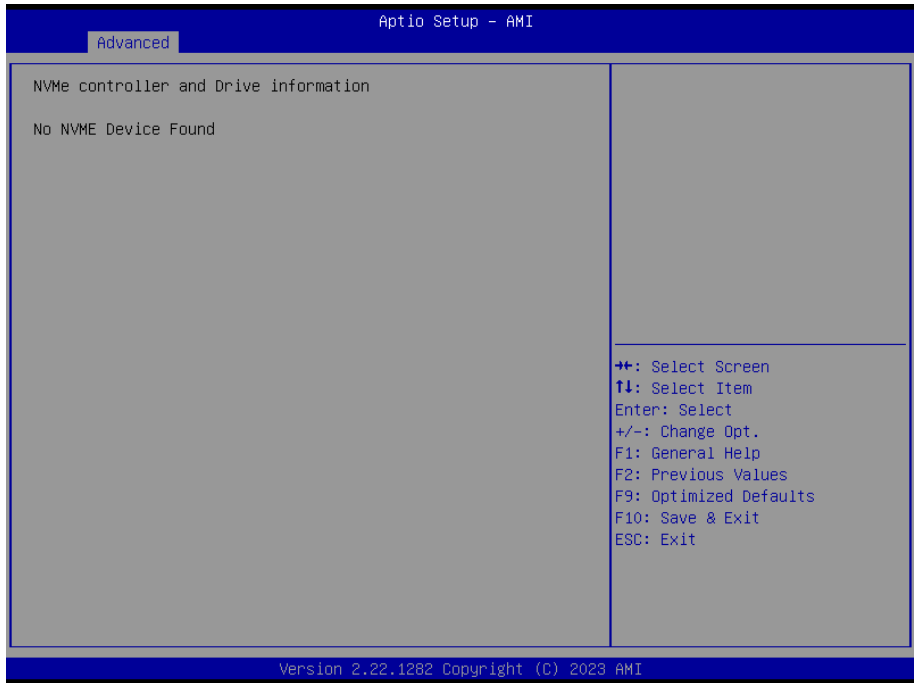 Aptio Setup – AMI
Advanced
NVMe controller and Drive information
No NVME Device Found
→←: Select Screen
↑↓: Select Item
Enter: Select
+/-: Change Opt.
F1: General Help
F2: Previous Values
F9: Optimized Defaults
F10: Save & Exit
ESC: Exit
Version 2.22.1282 Copyright (C) 2023 AMI